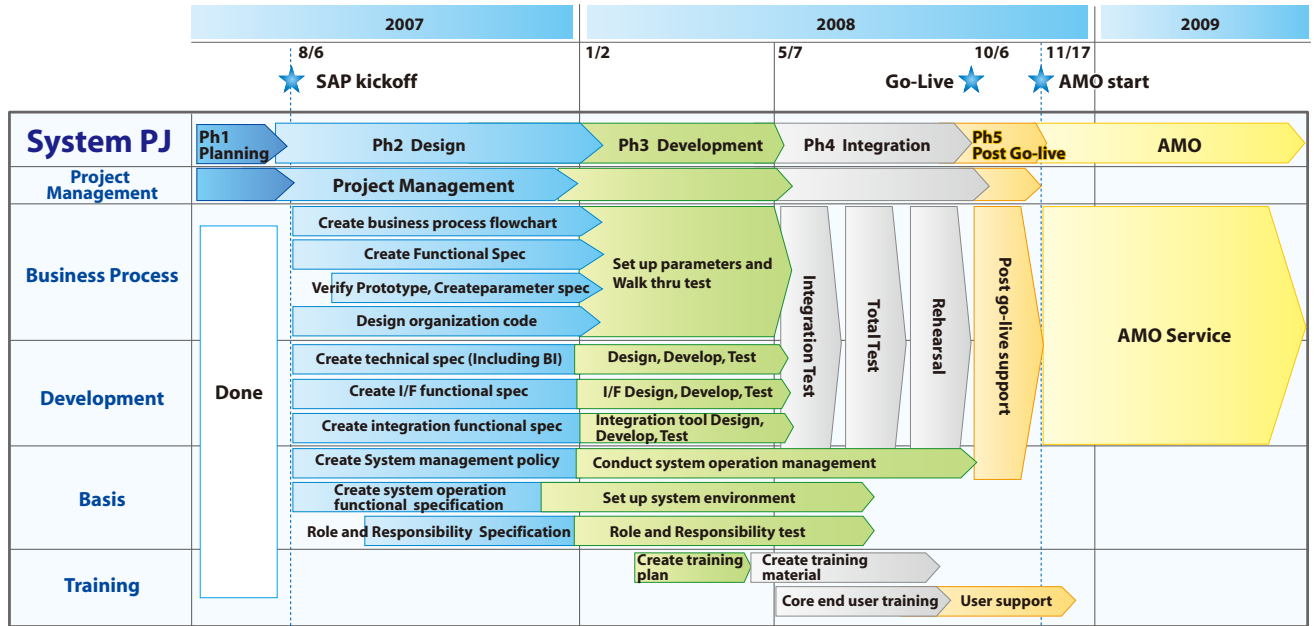 2007
2008
2009
8/6
1/2
5/7
10/6
11/17
SAP kickoff
Go-Live
AMO start
System PJ
Ph1
Planning
Ph2 Design
Ph3 Development
Ph4 Integration
Ph5
Post Go-live
AMO
Project
Management
Project Management
Business Process
Create business process flowchart
Create Functional Spec
Verify Prototype, Createparameter spec
Design organization code
Set up parameters and
Walk thru test
Integration Test
Total Test
Rehearsal
Post go-live support
AMO Service
Done
Development
Create technical spec (Including BI)
Design, Develop, Test
Create I/F functional spec
I/F Design, Develop, Test
Create integration functional spec
Integration tool Design,
Develop, Test
Basis
Create System management policy
Conduct system operation management
Create system operation
functional specification
Set up system environment
Role and Responsibility Specification
Role and Responsibility test
Training
Create training
plan
Create training
material
Core end user training
User support